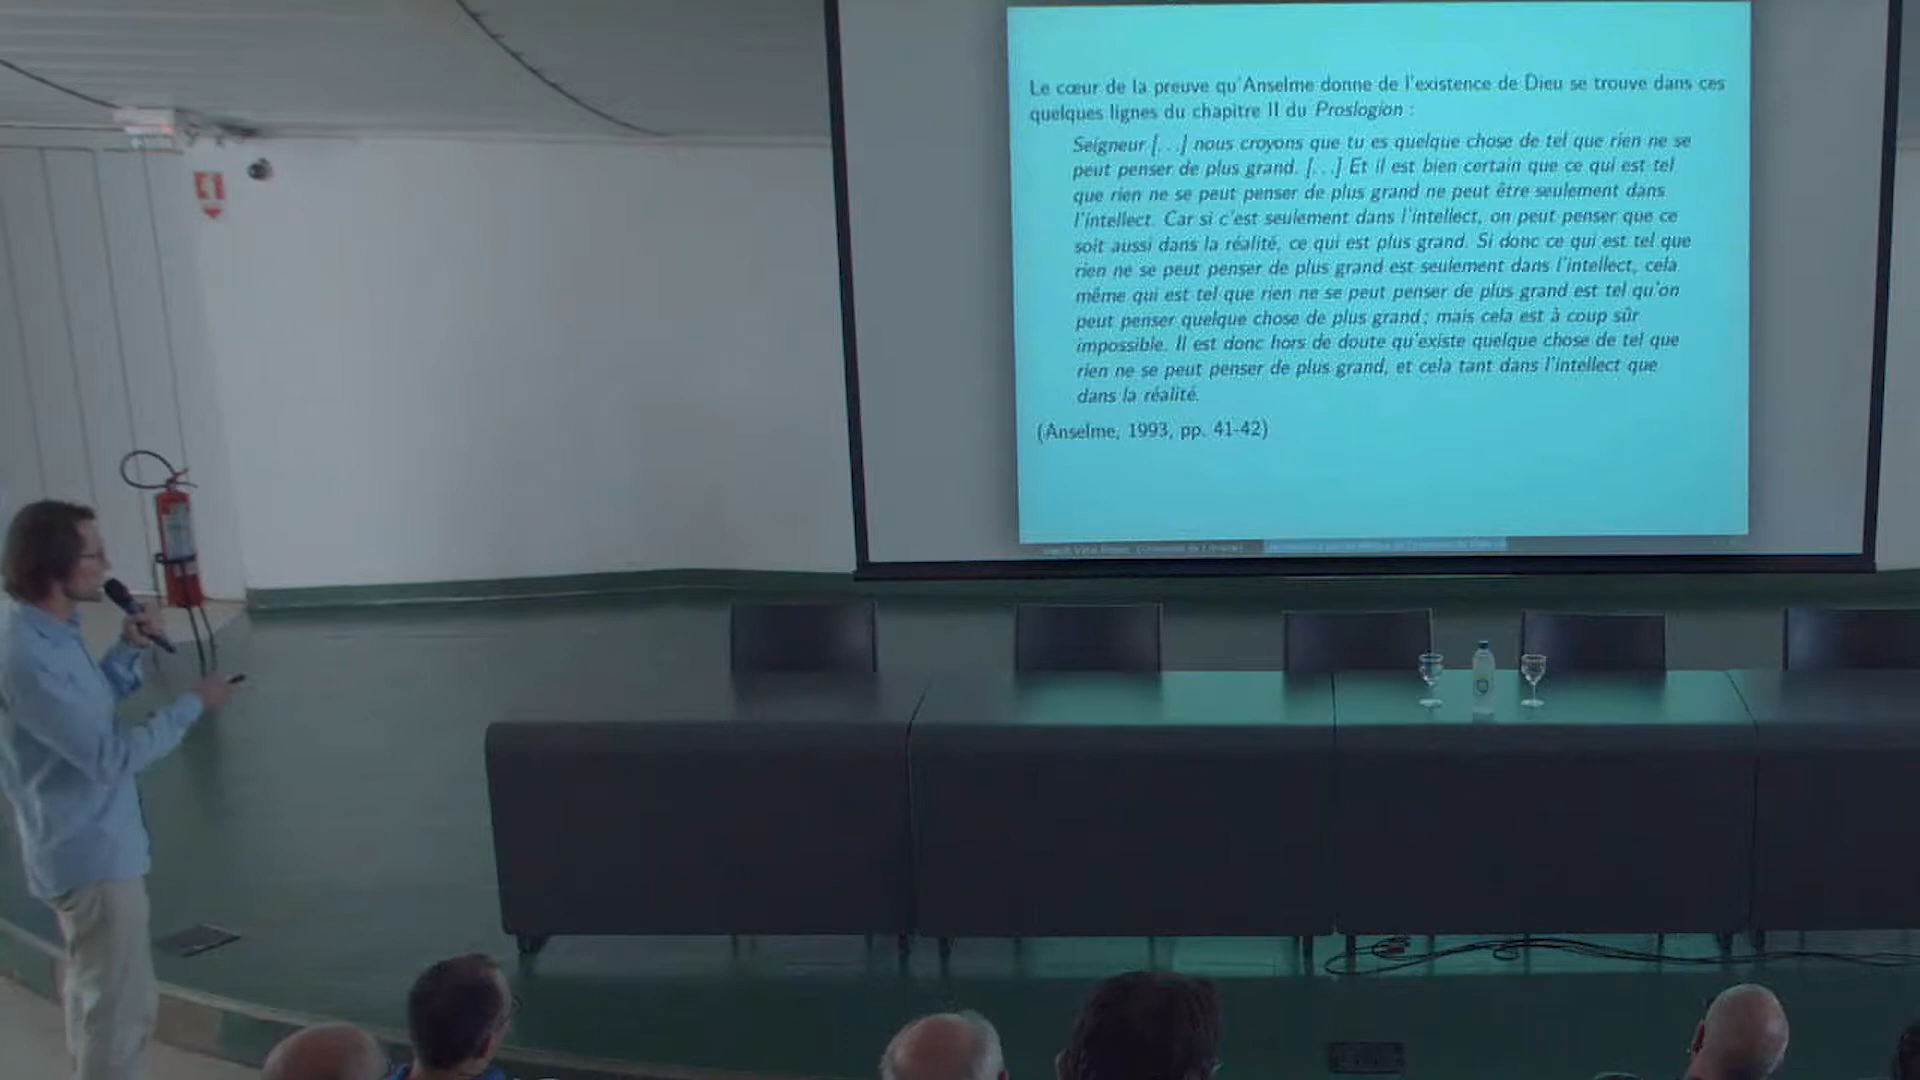 Le cœur de la preuve qu'Anselme donne de l'existence de Dieu se trouve dans ces
quelques lignes du chapitre II du Proslogion :
Seigneur [...] nous croyons que tu es quelque chose de tel que rien ne se
peut penser de plus grand. [...] Et il est bien certain que ce qui est tel
que rien ne se peut penser de plus grand ne peut être seulement dans
l'intellect. Car si c'est seulement dans l'intellect, on peut penser que ce
soit aussi dans la réalité, ce qui est plus grand. Si donc ce qui est tel que
rien ne se peut penser de plus grand est seulement dans l'intellect, cela
même qui est tel que rien ne se peut penser de plus grand est tel qu'on
peut penser quelque chose de plus grand ; mais cela est à coup sûr
impossible. Il est donc hors de doute qu'existe quelque chose de tel que
rien ne se peut penser de plus grand, et cela tant dans l'intellect que
dans la réalité.
(Anselme, 1993, pp. 41-42)